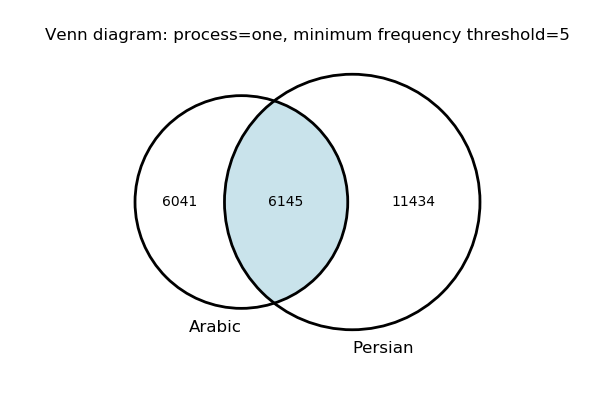 Venn diagram: process=one, minimum frequency threshold=5
6041 6145 11434
Arabic
Persian